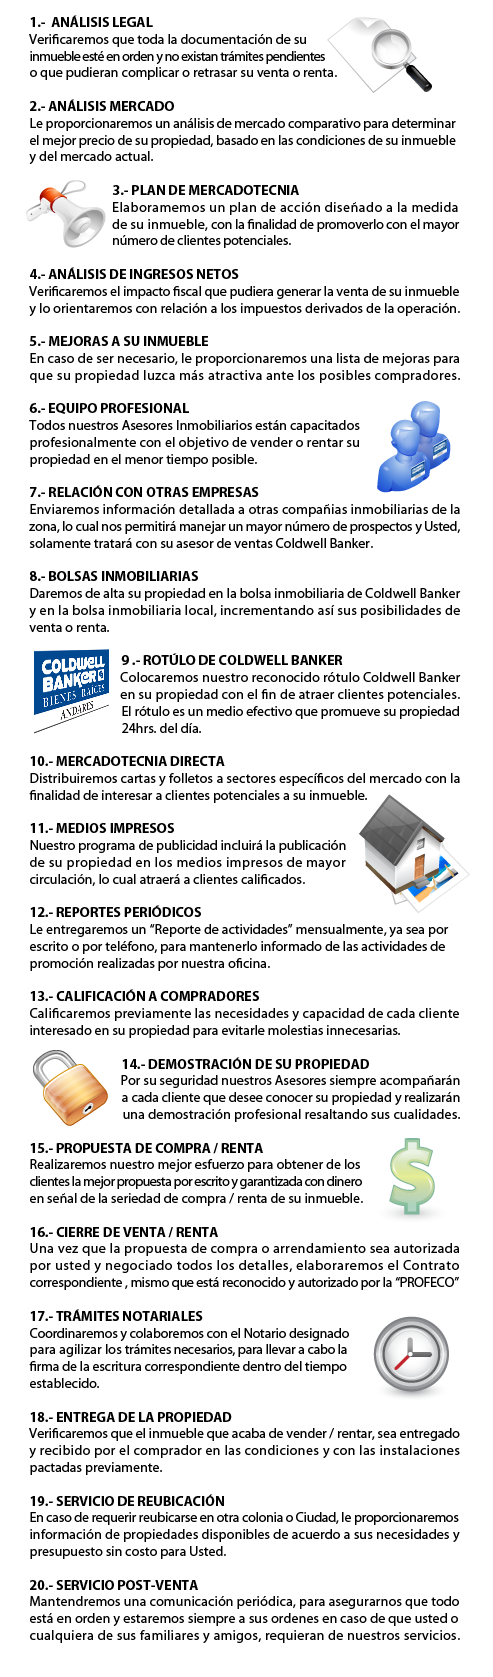 1.- ANÁLISIS LEGAL
Verificaremos que toda la documentación de su
inmueble esté en orden y no existan trámites pendientes
o que pudieran complicar o retrasar su venta o renta.
2.- ANÁLISIS MERCADO
Le proporcionaremos un análisis de mercado comparativo para determinar
el mejor precio de su propiedad, basado en las condiciones de su inmueble
y del mercado actual.
3.- PLAN DE MERCADOTECNIA
Elaboramemos un plan de acción diseñado a la medida
de su inmueble, con la finalidad de promoverlo con el mayor
número de clientes potenciales.
4.- ANÁLISIS DE INGRESOS NETOS
Verificaremos el impacto fiscal que pudiera generar la venta de su inmueble
y lo orientaremos con relación a los impuestos derivados de la operación.
5.- MEJORAS A SU INMUEBLE
En caso de ser necesario, le proporcionaremos una lista de mejoras para
que su propiedad luzca más atractiva ante los posibles compradores.
6.- EQUIPO PROFESIONAL
Todos nuestros Asesores Inmobiliarios están capacitados
profesionalmente con el objetivo de vender o rentar su
propiedad en el menor tiempo posible.
7.- RELACIÓN CON OTRAS EMPRESAS
Enviaremos información detallada a otras compañias inmobiliarias de la
zona, lo cual nos permitirá manejar un mayor número de prospectos y Usted,
solamente tratará con su asesor de ventas Coldwell Banker.
8.- BOLSAS INMOBILIARIAS
Daremos de alta su propiedad en la bolsa inmobiliaria de Coldwell Banker
y en la bolsa inmobiliaria local, incrementando así sus posibilidades de
venta o renta.
COLDWELL
BANKER
BIENES RAICES
ANDARES
9 .- ROTÚLO DE COLDWELL BANKER
Colocaremos nuestro reconocido rótulo Coldwell Banker
en su propiedad con el fin de atraer clientes potenciales.
El rótulo es un medio efectivo que promueve su propiedad
24hrs. del día.
10.- MERCADOTECNIA DIRECTA
Distribuiremos cartas y folletos a sectores específicos del mercado con la
finalidad de interesar a clientes potenciales a su inmueble.
11.- MEDIOS IMPRESOS
Nuestro programa de publicidad incluirá la publicación
de su propiedad en los medios impresos de mayor
circulación, lo cual atraerá a clientes calificados.
12.- REPORTES PERIÓDICOS
Le entregaremos un “Reporte de actividades” mensualmente, ya sea por
escrito o por teléfono, para mantenerlo informado de las actividades de
promoción realizadas por nuestra oficina.
13.- CALIFICACIÓN A COMPRADORES
Calificaremos previamente las necesidades y capacidad de cada cliente
interesado en su propiedad para evitarle molestias innecesarias.
14.- DEMOSTRACIÓN DE SU PROPIEDAD
Por su seguridad nuestros Asesores siempre acompañarán
a cada cliente que desee conocer su propiedad y realizarán
una demostración profesional resaltando sus cualidades.
15.- PROPUESTA DE COMPRA / RENTA
Realizaremos nuestro mejor esfuerzo para obtener de los
clientes la mejor propuesta por escrito y garantizada con dinero
en señal de la seriedad de compra / renta de su inmueble.
16.- CIERRE DE VENTA / RENTA
Una vez que la propuesta de compra o arrendamiento sea autorizada
por usted y negociado todos los detalles, elaboraremos el Contrato
correspondiente , mismo que está reconocido y autorizado por la “PROFECO”
17.- TRÁMITES NOTARIALES
Coordinaremos y colaboremos con el Notario designado
para agilizar los trámites necesarios, para llevar a cabo la
firma de la escritura correspondiente dentro del tiempo
establecido.
18.- ENTREGA DE LA PROPIEDAD
Verificaremos que el inmueble que acaba de vender / rentar, sea entregado
y recibido por el comprador en las condiciones y con las instalaciones
pactadas previamente.
19.- SERVICIO DE REUBICACIÓN
En caso de requerir reubicarse en otra colonia o Ciudad, le proporcionaremos
información de propiedades disponibles de acuerdo a sus necesidades y
presupuesto sin costo para Usted.
20.- SERVICIO POST-VENTA
Mantendremos una comunicación periódica, para asegurarnos que todo
está en orden y estaremos siempre a sus ordenes en caso de que usted o
cualquiera de sus familiares y amigos, requieran de nuestros servicios.